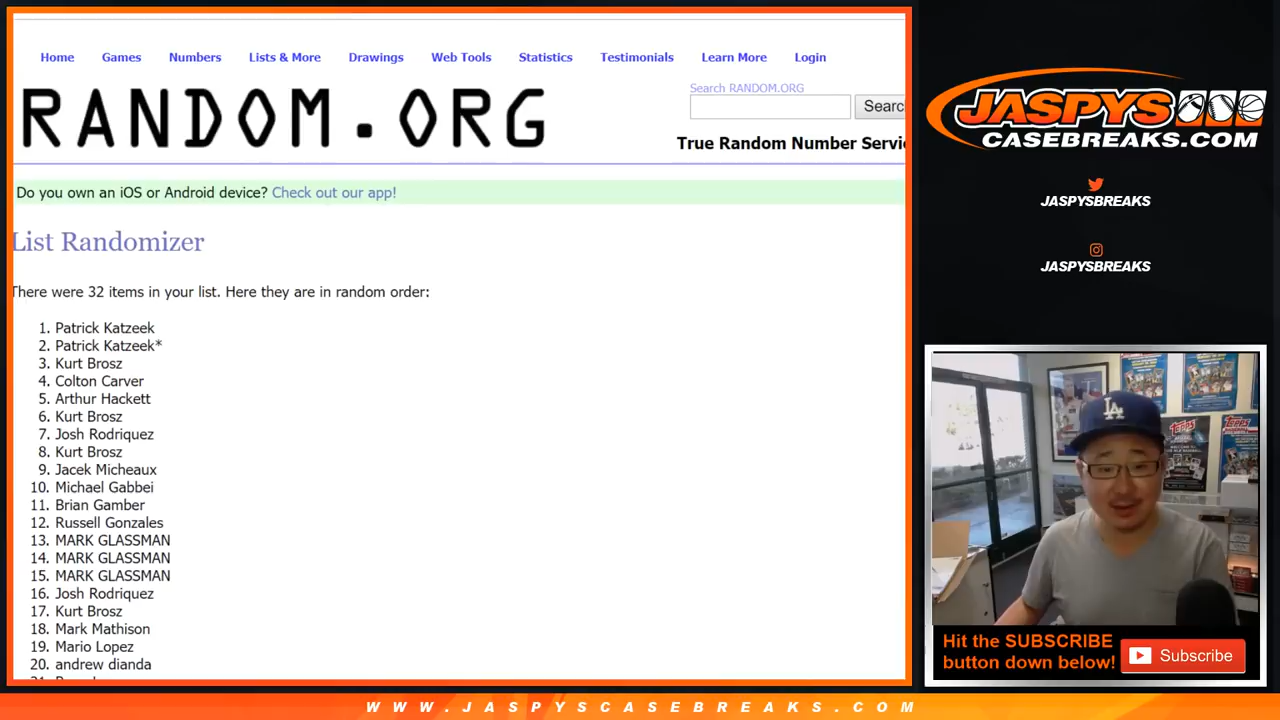 Home Games Numbers Lists & More Drawings Web Tools Statistics Testimonials Learn More Login
RANDOM.ORG
Search RANDOM.ORG
Searc
True Random Number Servi
Do you own an iOS or Android device? Check out our app!
List Randomizer
There were 32 items in your list. Here they are in random order:
1. Patrick Katzeek
2. Patrick Katzeek*
3. Kurt Brosz
4. Colton Carver
5. Arthur Hackett
6. Kurt Brosz
7. Josh Rodriquez
8. Kurt Brosz
9. Jacek Micheaux
10. Michael Gabbei
11. Brian Gamber
12. Russell Gonzales
13. MARK GLASSMAN
14. MARK GLASSMAN
15. MARK GLASSMAN
16. Josh Rodriquez
17. Kurt Brosz
18. Mark Mathison
19. Mario Lopez
20. andrew dianda
JASPYS
CASEBREAKS.COM
JASPYSBREAKS
JASPYSBREAKS
LA
topps
Hit the SUBSCRIBE
button down below!
Subscribe
WWW.JASPYSCASEBREAKS.COM